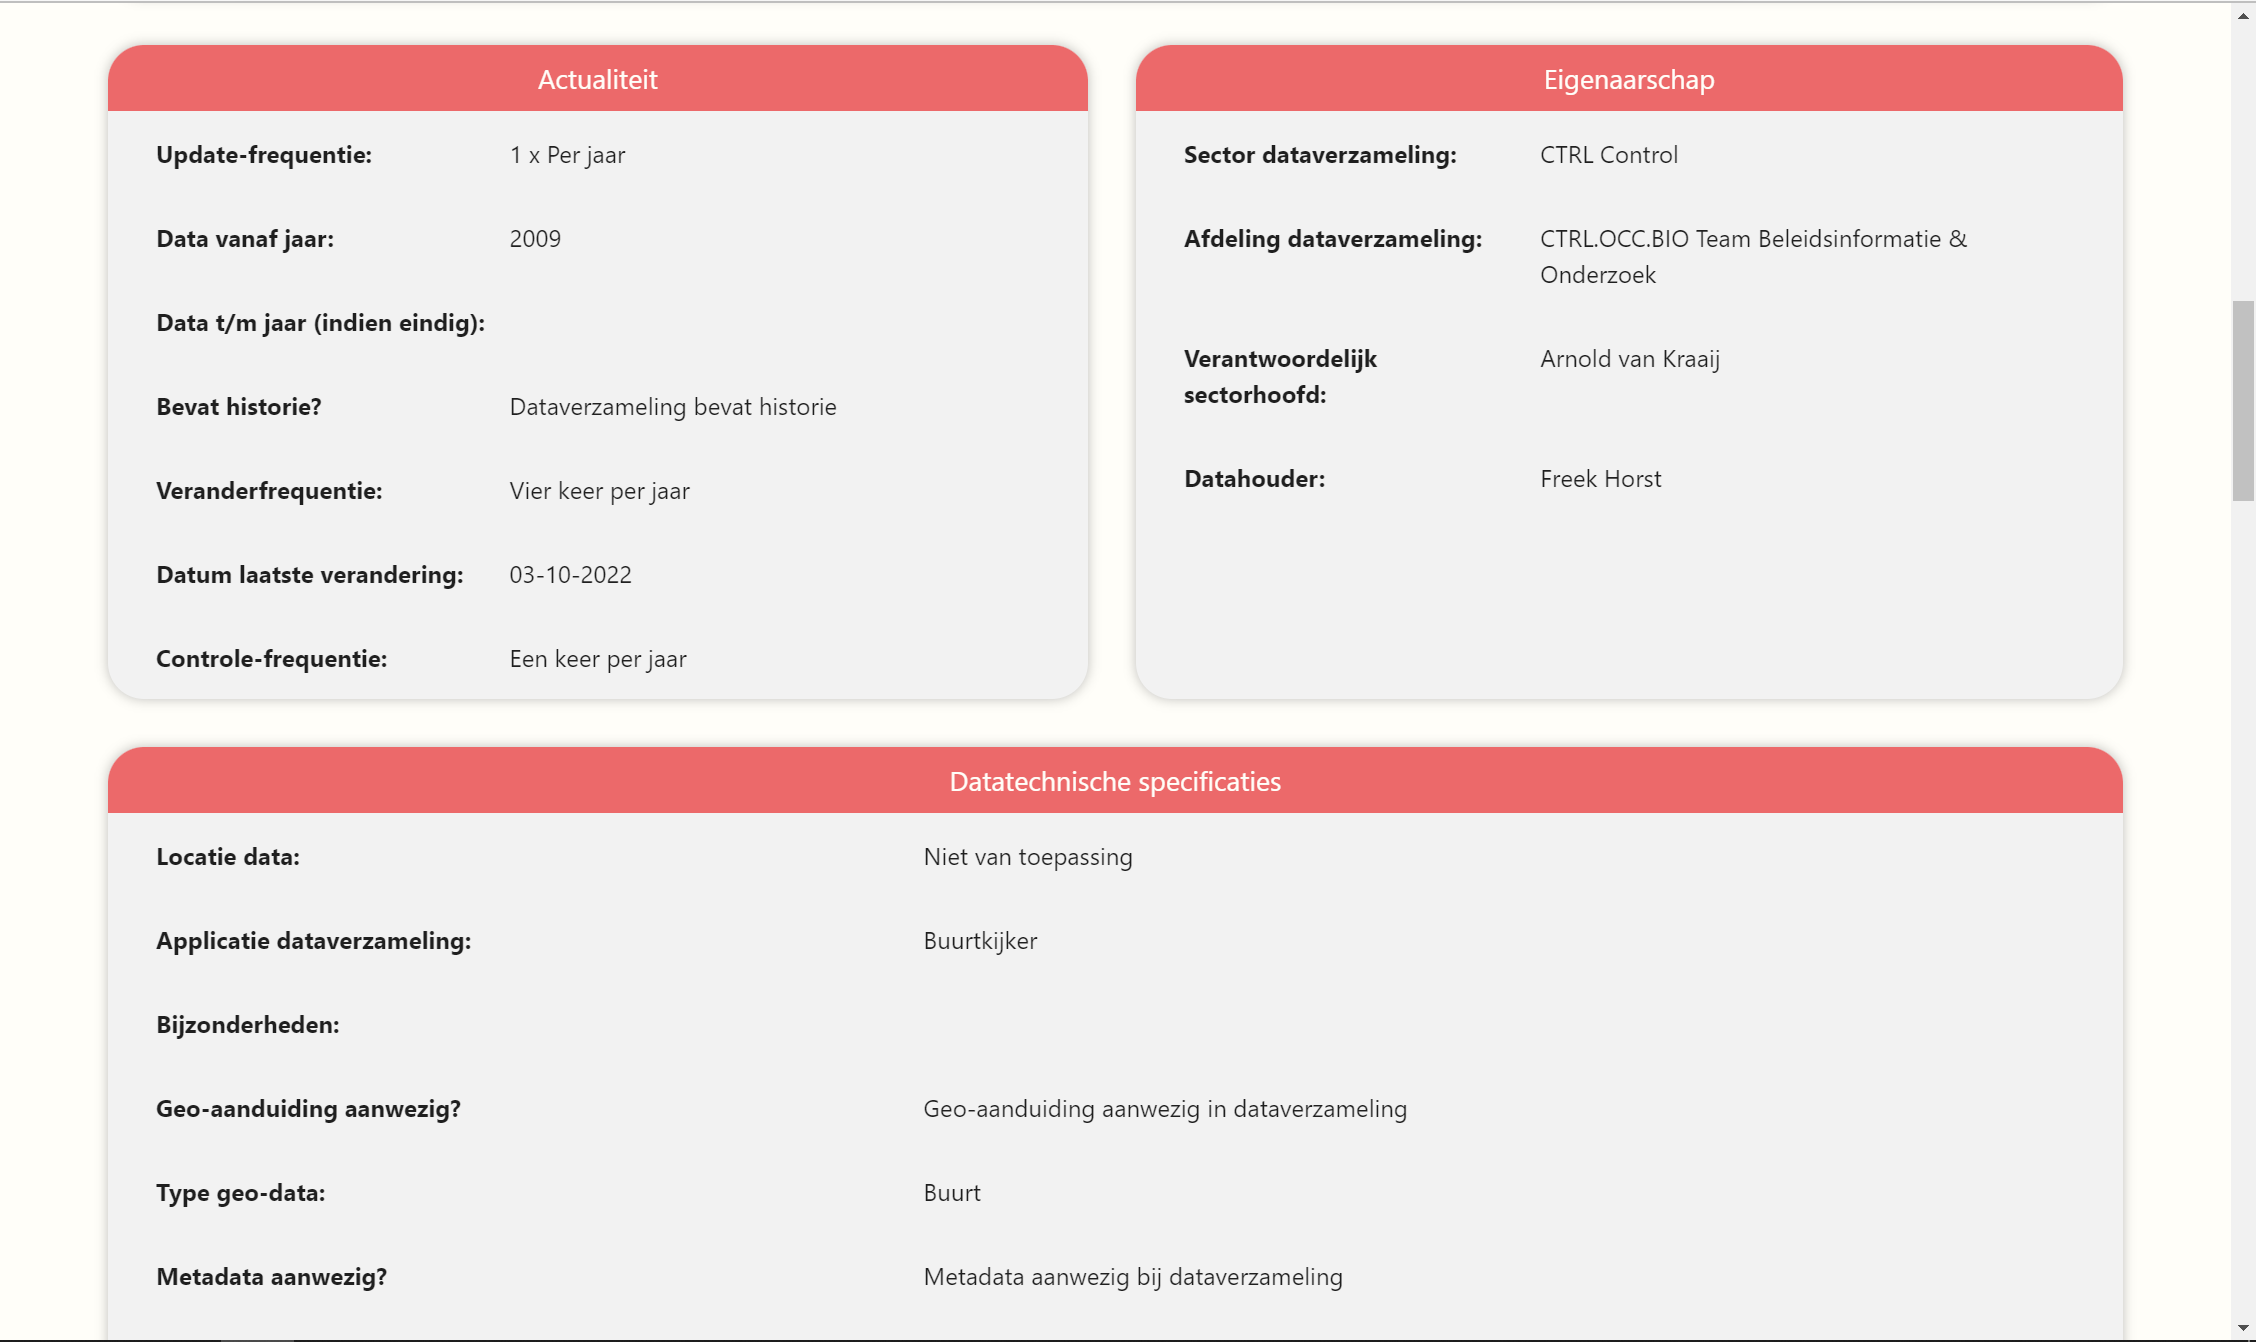 Actualiteit
Update-frequentie: 1 x Per jaar
Data vanaf jaar: 2009
Data t/m jaar (indien eindig):
Bevat historie? Dataverzameling bevat historie
Veranderfrequentie: Vier keer per jaar
Datum laatste verandering: 03-10-2022
Controle-frequentie: Een keer per jaar
Eigenaarschap
Sector dataverzameling: CTRL Control
Afdeling dataverzameling: CTRL.OCC.BIO Team Beleidsinformatie &
Onderzoek
Verantwoordelijk Arnold van Kraaij
sectorhoofd:
Datahouder: Freek Horst
Datatechnische specificaties
Locatie data: Niet van toepassing
Applicatie dataverzameling: Buurtkijker
Bijzonderheden:
Geo-aanduiding aanwezig? Geo-aanduiding aanwezig in dataverzameling
Type geo-data: Buurt
Metadata aanwezig? Metadata aanwezig bij dataverzameling